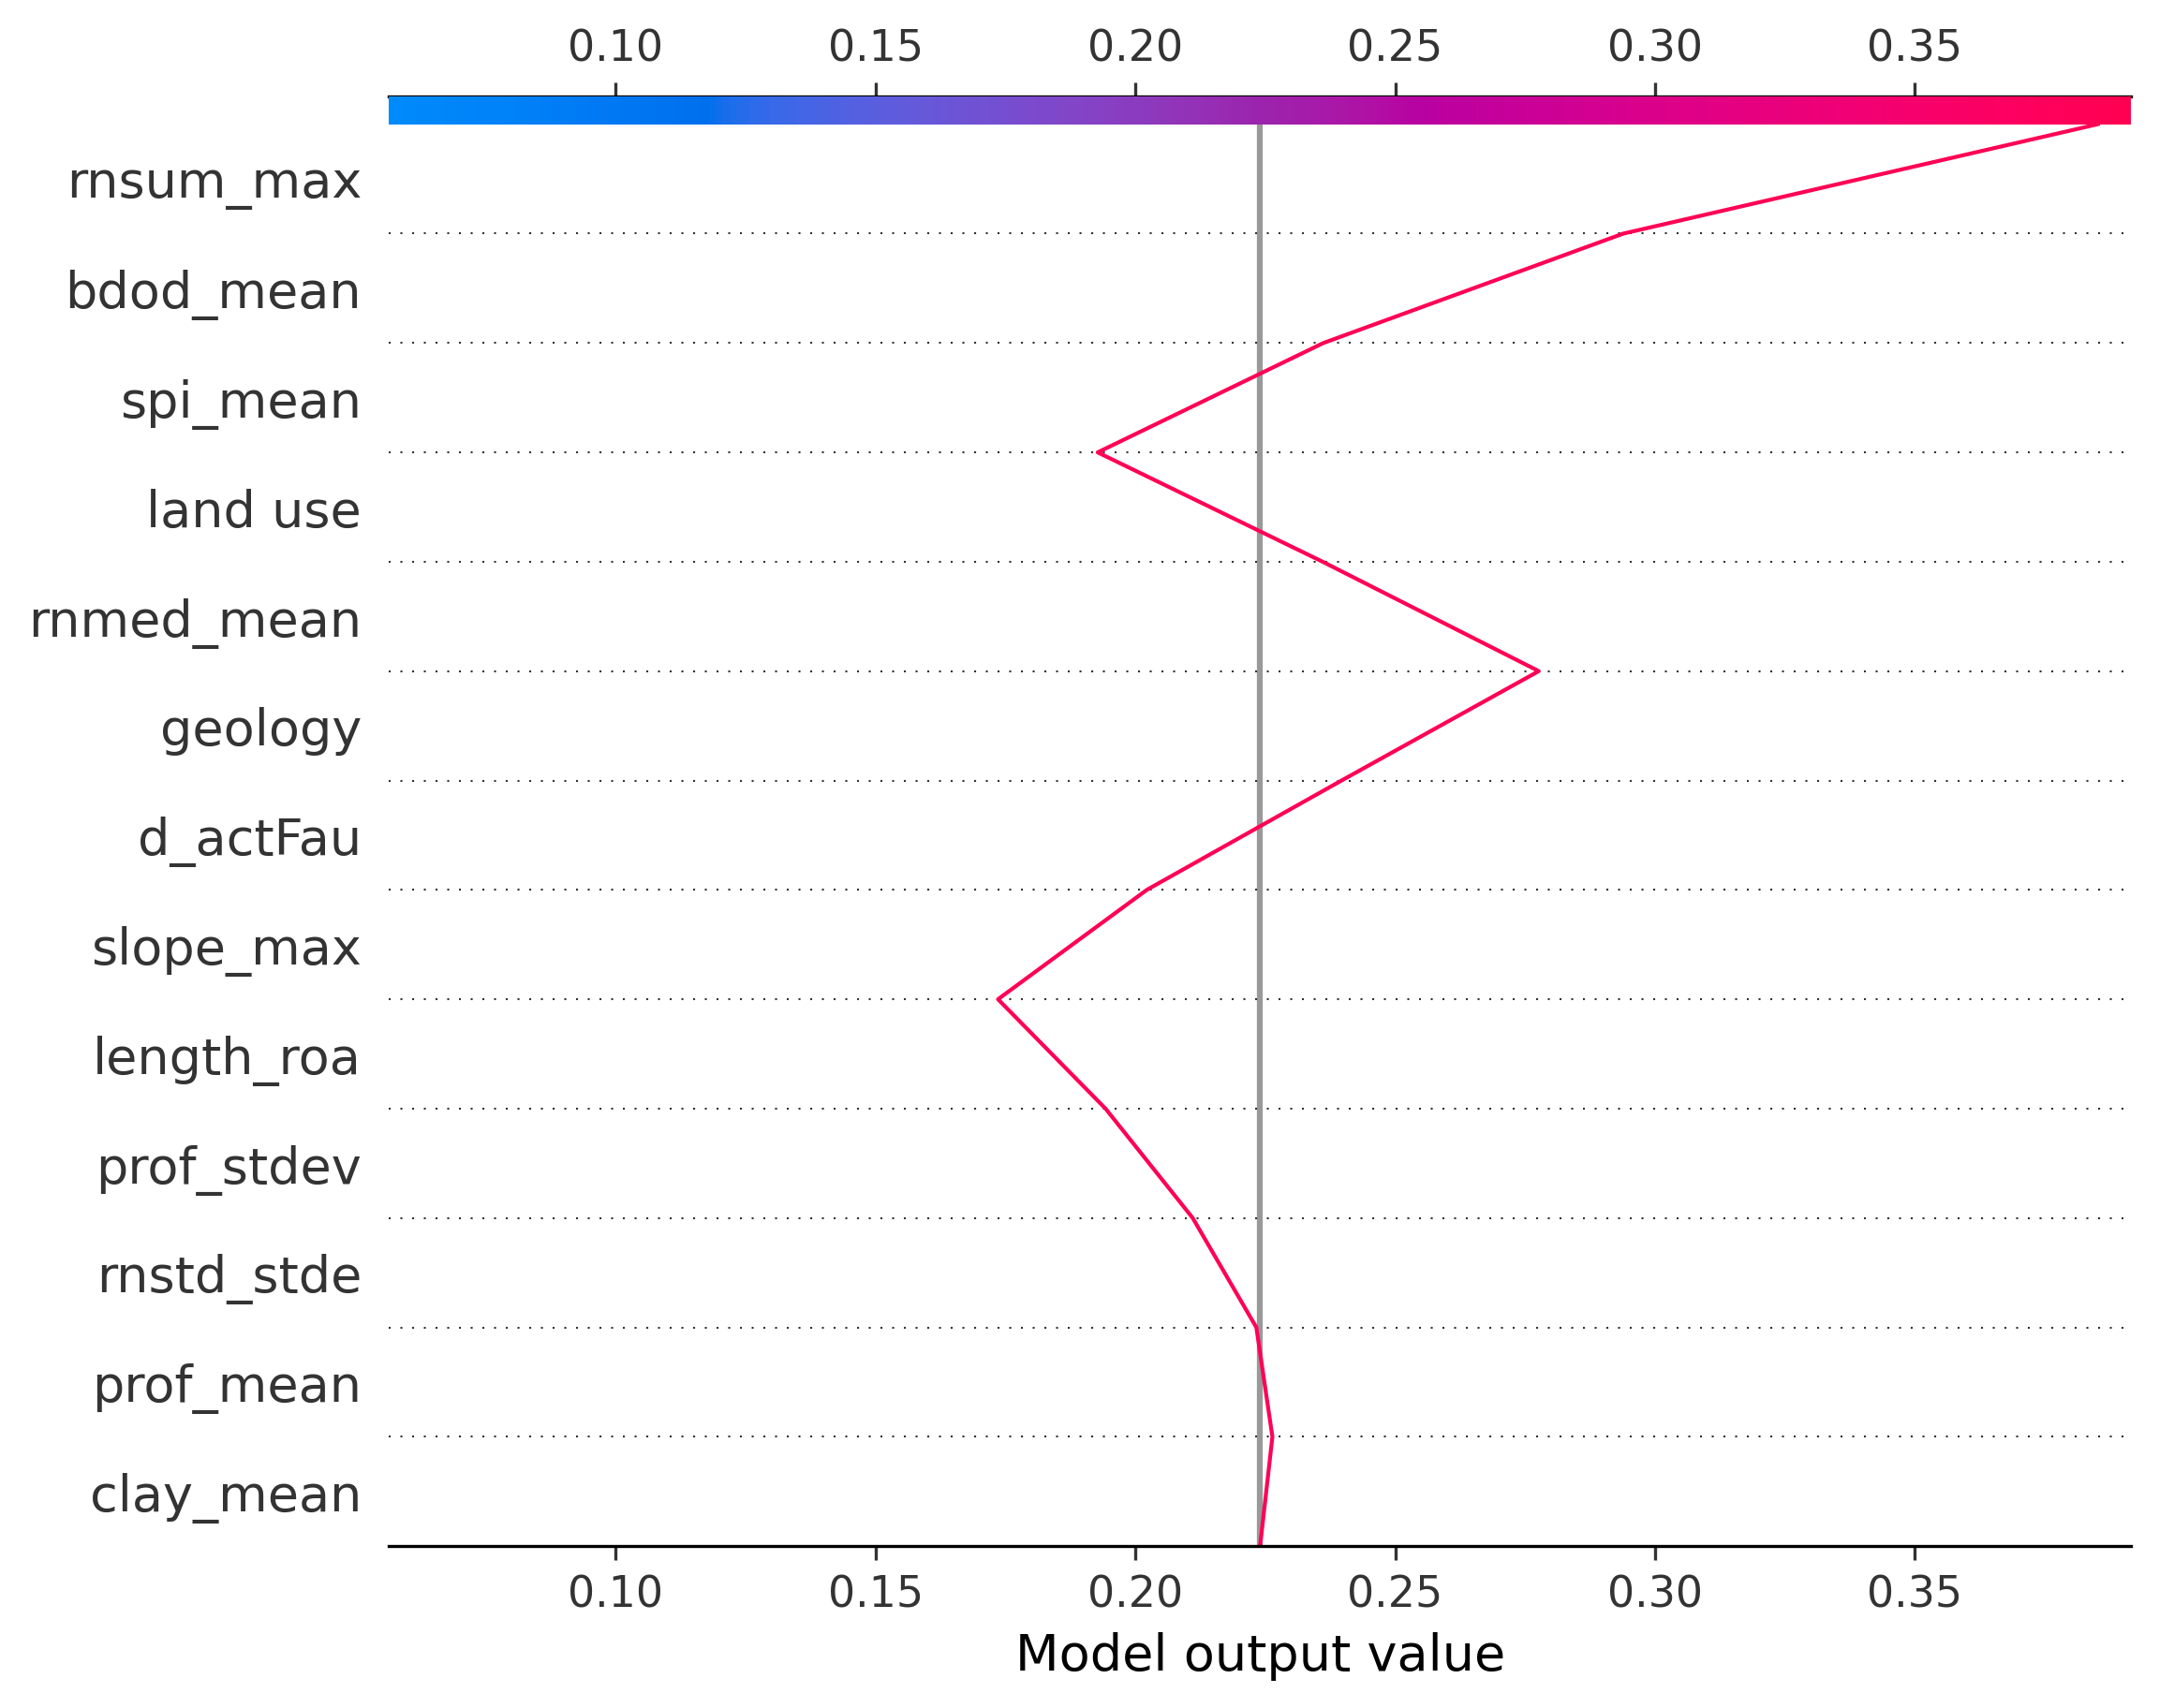 0.10 0.15 0.20 0.25 0.30 0.35
rnsum_max
bdod_mean
spi_mean
land use
rnmed_mean
geology
d_actFau
slope_max
length_roa
prof_stdev
rnstd_stde
prof_mean
clay_mean
0.10 0.15 0.20 0.25 0.30 0.35
Model output value